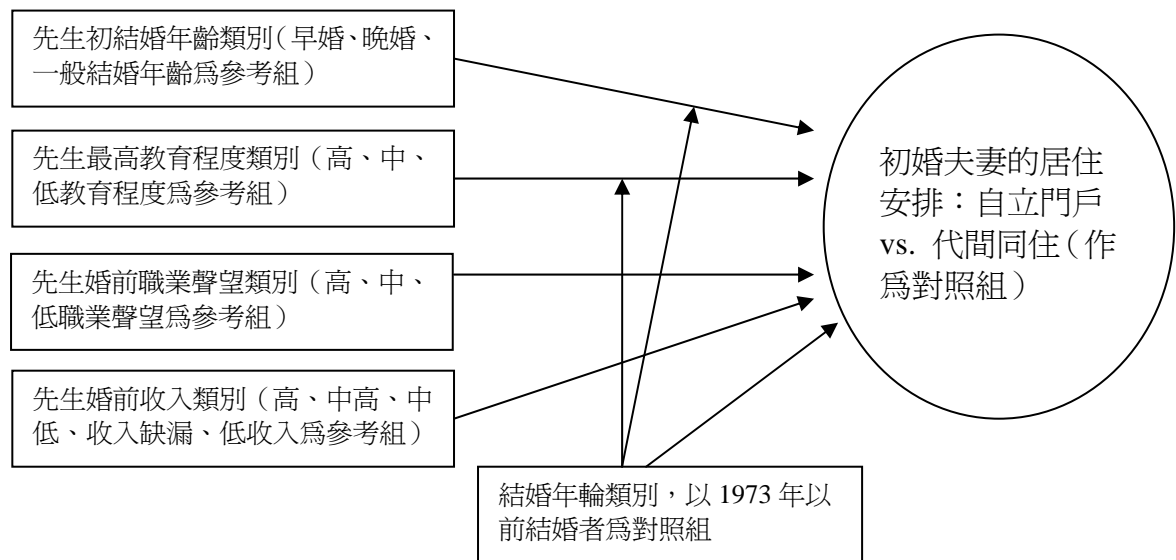 先生初結婚年齡類別（早婚、晚婚、
一般結婚年齡爲參考組）
先生最高教育程度類別（高、中、
低教育程度爲參考組）
先生婚前職業聲望類別（高、中、
低職業聲望爲參考組）
先生婚前收入類別（高、中高、中
低、收入缺漏、低收入爲參考組）
結婚年輪類別，以 1973 年以
前結婚者爲對照組
初婚夫妻的居住
安排：自立門戶
vs. 代間同住（作
爲對照組）